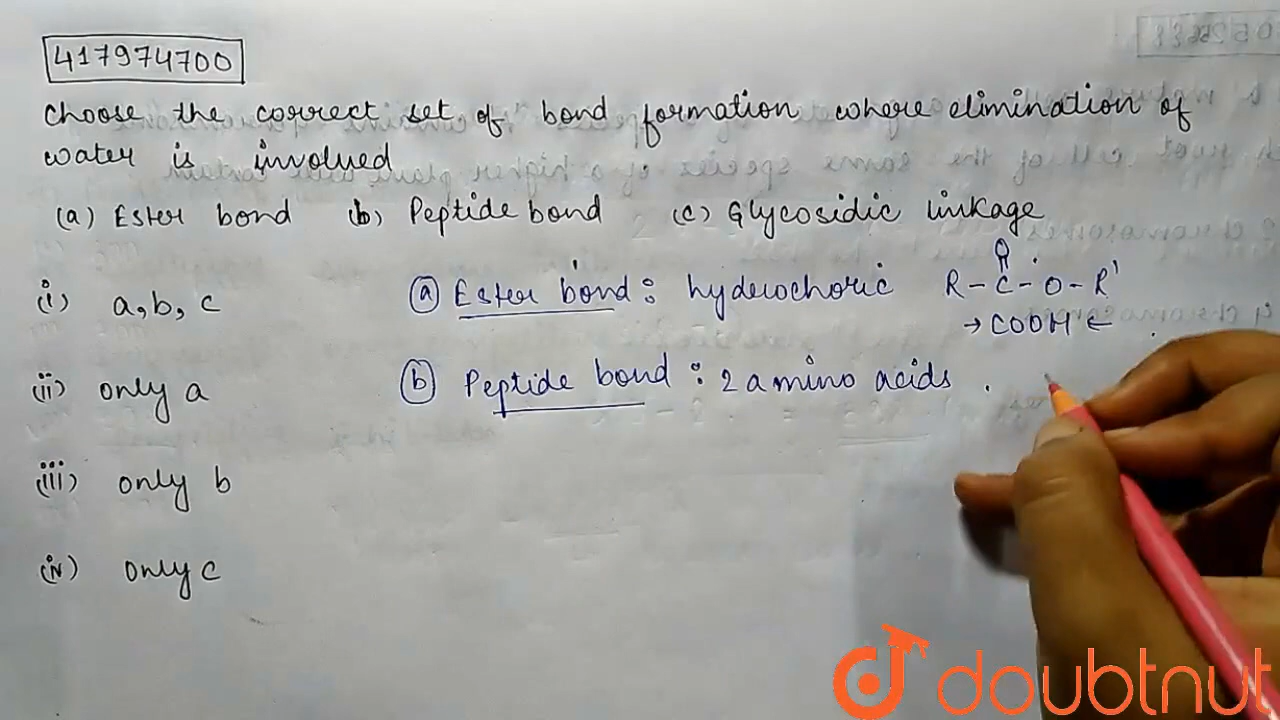 417974700
Choose the correct set of bond formation where elimination of
water is involved
(a) Ester bond (b) Peptide bond (c) Glycosidic linkage
(i) a, b, c
(a) Ester bond : hyderochoric R-C-O-R'
→ COOH ←
(ii) only a
(b) Peptide bond : 2 amino acids .
(iii) only b
(iv) only c
doubtnut